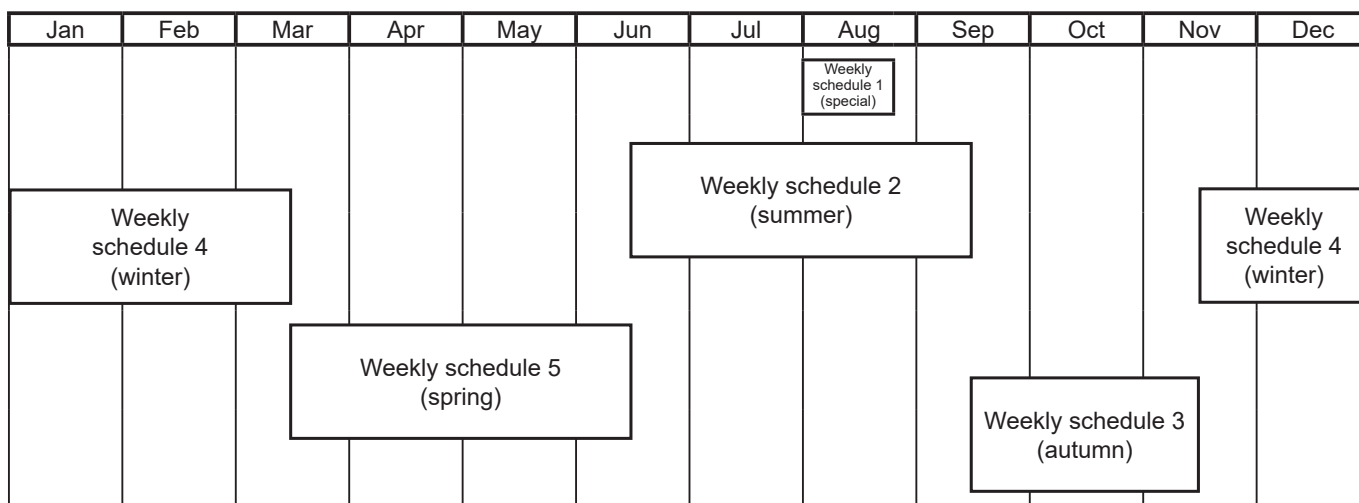 Jan Feb Mar Apr May Jun Jul Aug Sep Oct Nov Dec
Weekly
schedule 1
(special)
Weekly schedule 2
(summer)
Weekly
schedule 4
(winter)
Weekly
schedule 4
(winter)
Weekly schedule 5
(spring)
Weekly schedule 3
(autumn)